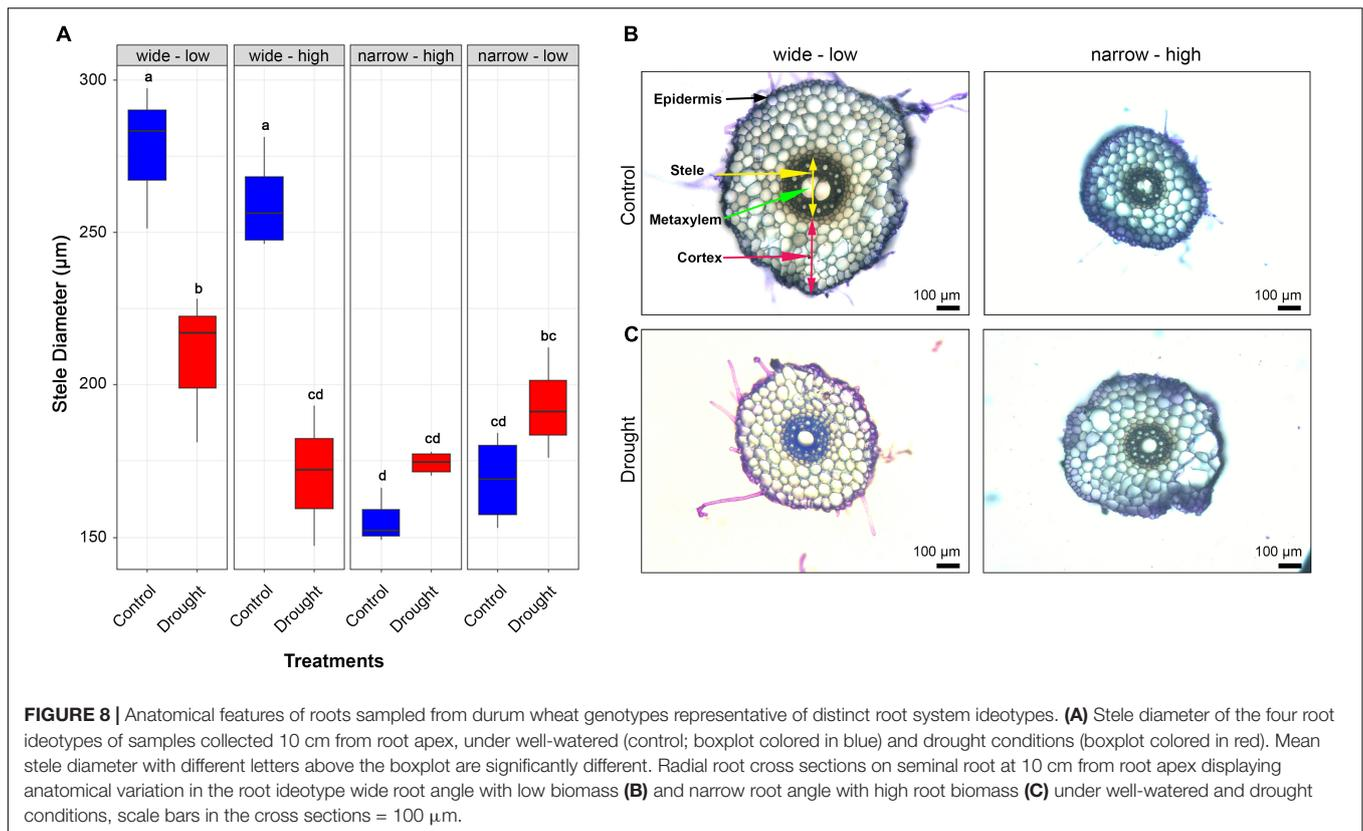 A
wide - low
wide - high
narrow - high
narrow - low
300
250
200
150
Stele Diameter (µm)
a
b
a
cd
d
cd
cd
bc
Control
Drought
Control
Drought
Control
Drought
Control
Drought
Treatments
B
wide - low
narrow - high
Control
Epidermis
Stele
Metaxylem
Cortex
100 µm
100 µm
C
Drought
100 µm
100 µm
FIGURE 8 | Anatomical features of roots sampled from durum wheat genotypes representative of distinct root system ideotypes. (A) Stele diameter of the four root
ideotypes of samples collected 10 cm from root apex, under well-watered (control; boxplot colored in blue) and drought conditions (boxplot colored in red). Mean
stele diameter with different letters above the boxplot are significantly different. Radial root cross sections on seminal root at 10 cm from root apex displaying
anatomical variation in the root ideotype wide root angle with low biomass (B) and narrow root angle with high root biomass (C) under well-watered and drought
conditions, scale bars in the cross sections = 100 µm.